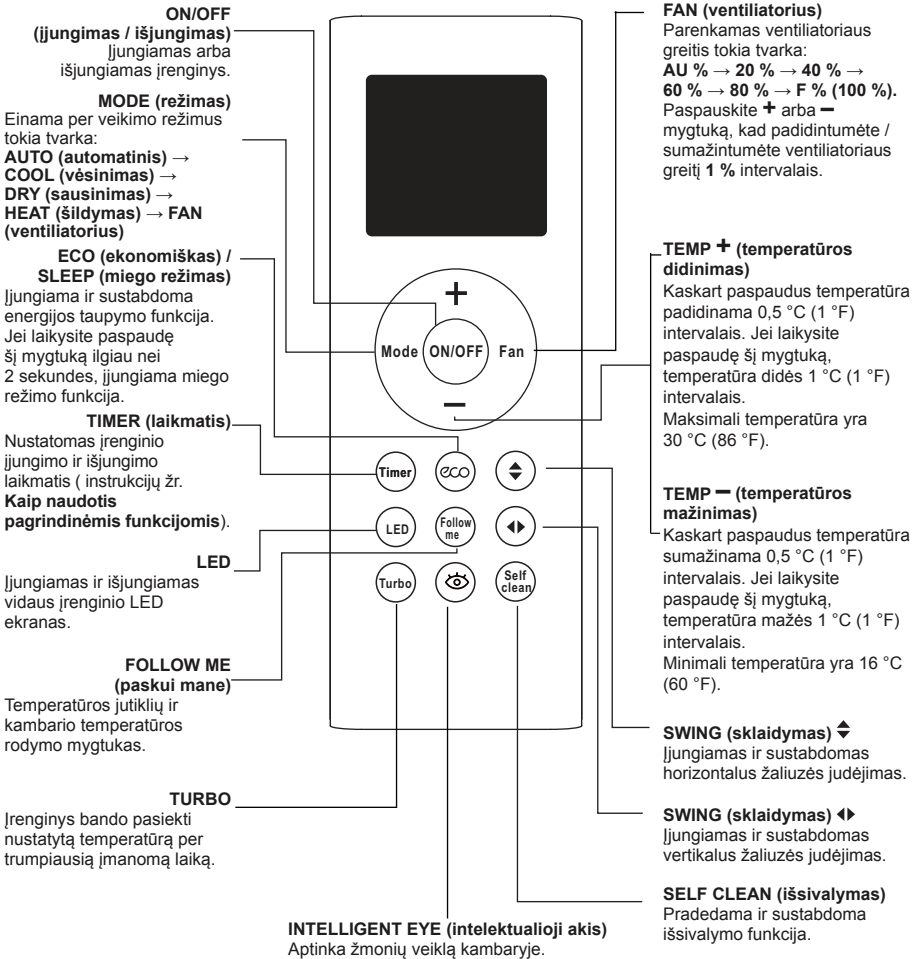 ON/OFF
(įjungimas / išjungimas)
Įjungiamas arba
išjungiamas įrenginys.
MODE (režimas)
Einama per veikimo režimus
tokia tvarka:
AUTO (automatinis) →
COOL (vėsinimas) →
DRY (sausinimas) →
HEAT (šildymas) → FAN
(ventiliatorius)
ECO (ekonomiškas) /
SLEEP (miego režimas)
Įjungiama ir sustabdoma
energijos taupymo funkcija.
Jei laikysite paspaudę
šį mygtuką ilgiau nei
2 sekundes, įjungiama miego
režimo funkcija.
TIMER (laikmatis)
Nustatomas įrenginio
įjungimo ir išjungimo
laikmatis ( instrukcijų žr.
Kaip naudotis
pagrindinėmis funkcijomis).
LED
Įjungiamas ir išjungiamas
vidaus įrenginio LED
ekranas.
FOLLOW ME
(paskui mane)
Temperatūros jutiklių ir
kambario temperatūros
rodymo mygtukas.
TURBO
Įrenginys bando pasiekti
nustatytą temperatūrą per
trumpiausią įmanomą laiką.
+
Mode ON/OFF Fan
−
Timer eco
LED Follow
me
Turbo Self
clean
INTELLIGENT EYE (intelektualioji akis)
Aptinka žmonių veiklą kambaryje.
FAN (ventiliatorius)
Parenkamas ventiliatoriaus
greitis tokia tvarka:
AU % → 20 % → 40 % →
60 % → 80 % → F % (100 %).
Paspauskite + arba −
mygtuką, kad padidintumėte /
sumažintumėte ventiliatoriaus
greitį 1 % intervalais.
TEMP + (temperatūros
didinimas)
Kaskart paspaudus temperatūra
padidinama 0,5 °C (1 °F)
intervalais. Jei laikysite
paspaudę šį mygtuką,
temperatūra didės 1 °C (1 °F)
intervalais.
Maksimali temperatūra yra
30 °C (86 °F).
TEMP − (temperatūros
mažinimas)
Kaskart paspaudus temperatūra
sumažinama 0,5 °C (1 °F)
intervalais. Jei laikysite
paspaudę šį mygtuką,
temperatūra mažės 1 °C (1 °F)
intervalais.
Minimali temperatūra yra 16 °C
(60 °F).
SWING (sklaidymas)
Įjungiamas ir sustabdomas
horizontalus žaliuzės judėjimas.
SWING (sklaidymas)
Įjungiamas ir sustabdomas
vertikalus žaliuzės judėjimas.
SELF CLEAN (išsivalymas)
Pradedama ir sustabdoma
išsivalymo funkcija.